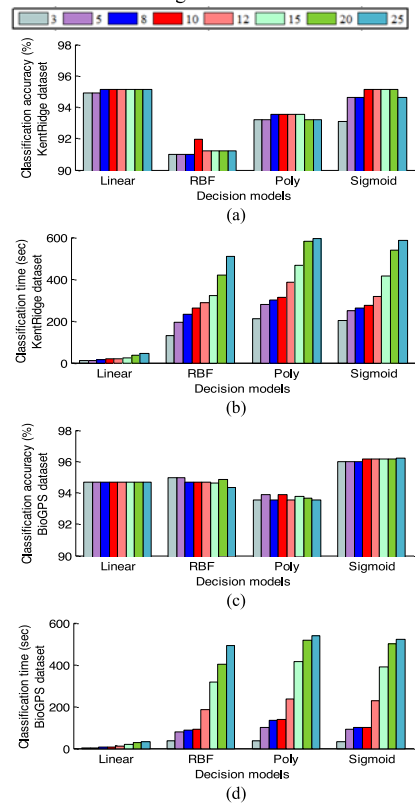 3 5 8 10 12 15 20 25
Classification accuracy (%)
KentRidge dataset
98
96
94
92
90
Linear RBF Poly Sigmoid
Decision models
(a)
Classification time (sec)
KentRidge dataset
600
400
200
0
Linear RBF Poly Sigmoid
Decision models
(b)
Classification accuracy (%)
BioGPS dataset
98
96
94
92
90
Linear RBF Poly Sigmoid
Decision models
(c)
Classification time (sec)
BioGPS dataset
600
400
200
0
Linear RBF Poly Sigmoid
Decision models
(d)